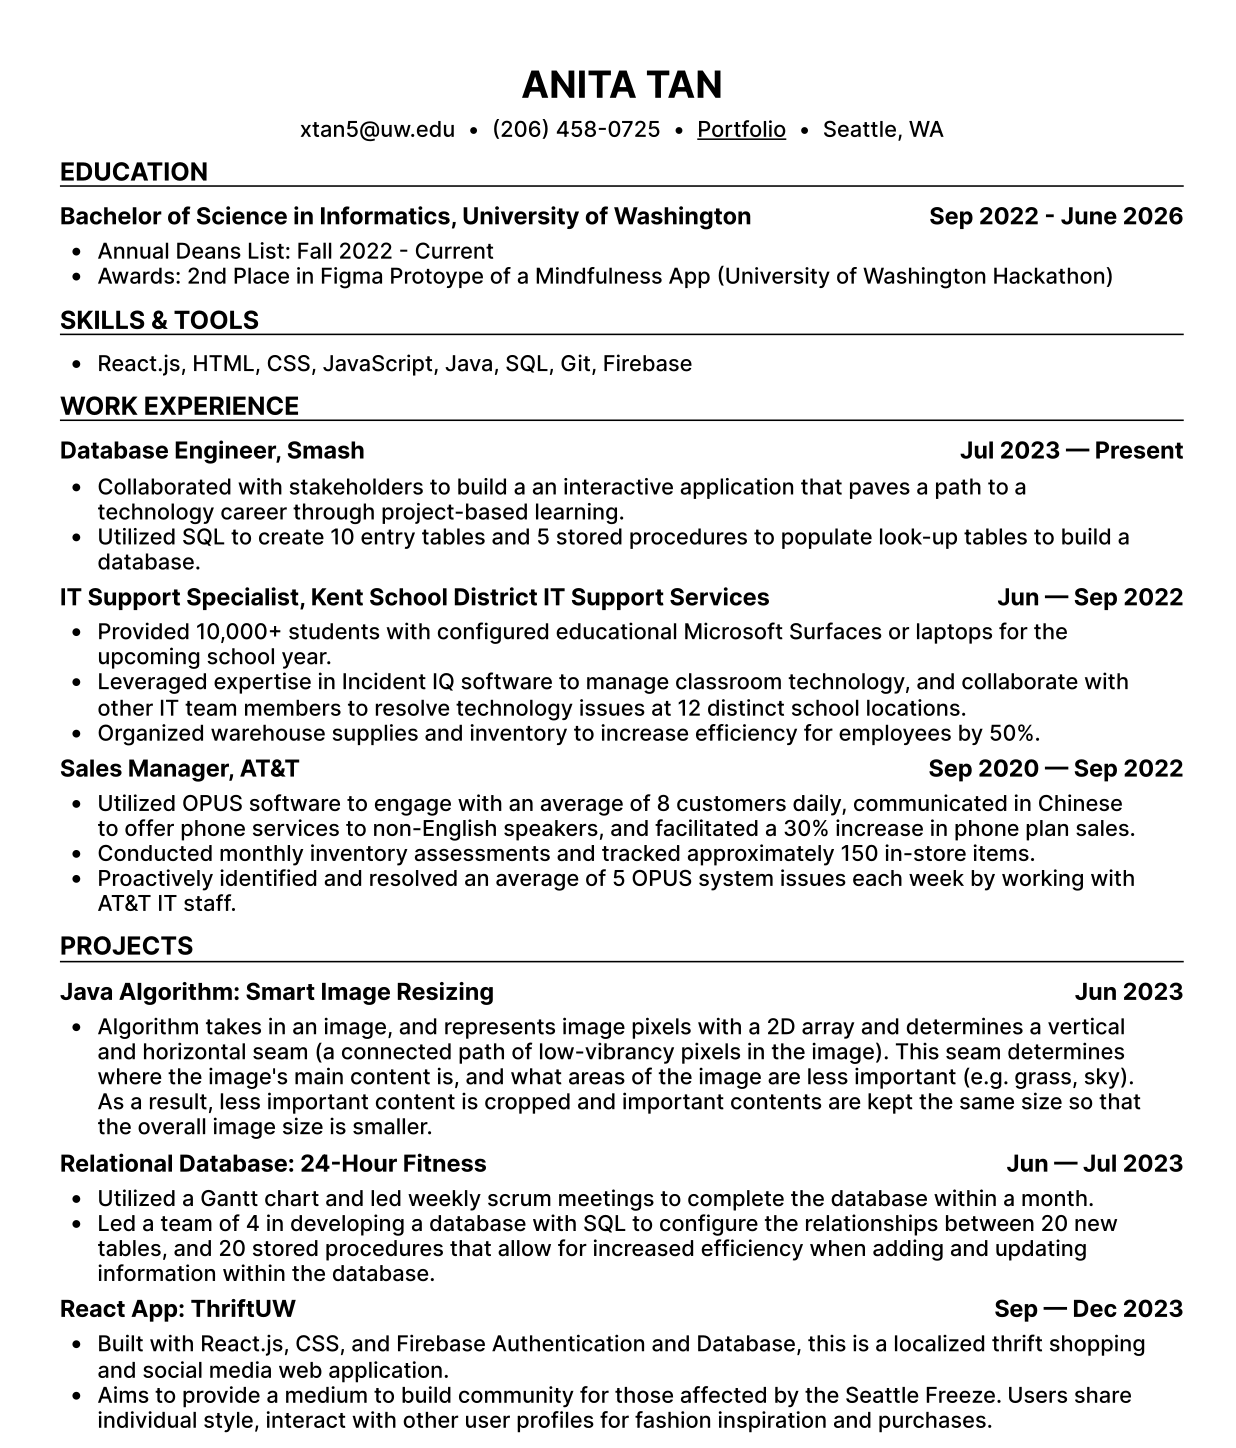 ANITA TAN
xtan5@uw.edu • (206) 458-0725 • Portfolio • Seattle, WA
EDUCATION
Bachelor of Science in Informatics, University of Washington Sep 2022 - June 2026
• Annual Deans List: Fall 2022 - Current
• Awards: 2nd Place in Figma Protoype of a Mindfulness App (University of Washington Hackathon)
SKILLS & TOOLS
• React.js, HTML, CSS, JavaScript, Java, SQL, Git, Firebase
WORK EXPERIENCE
Database Engineer, Smash Jul 2023 — Present
• Collaborated with stakeholders to build a an interactive application that paves a path to a
technology career through project-based learning.
• Utilized SQL to create 10 entry tables and 5 stored procedures to populate look-up tables to build a
database.
IT Support Specialist, Kent School District IT Support Services Jun — Sep 2022
• Provided 10,000+ students with configured educational Microsoft Surfaces or laptops for the
upcoming school year.
• Leveraged expertise in Incident IQ software to manage classroom technology, and collaborate with
other IT team members to resolve technology issues at 12 distinct school locations.
• Organized warehouse supplies and inventory to increase efficiency for employees by 50%.
Sales Manager, AT&T Sep 2020 — Sep 2022
• Utilized OPUS software to engage with an average of 8 customers daily, communicated in Chinese
to offer phone services to non-English speakers, and facilitated a 30% increase in phone plan sales.
• Conducted monthly inventory assessments and tracked approximately 150 in-store items.
• Proactively identified and resolved an average of 5 OPUS system issues each week by working with
AT&T IT staff.
PROJECTS
Java Algorithm: Smart Image Resizing Jun 2023
• Algorithm takes in an image, and represents image pixels with a 2D array and determines a vertical
and horizontal seam (a connected path of low-vibrancy pixels in the image). This seam determines
where the image's main content is, and what areas of the image are less important (e.g. grass, sky).
As a result, less important content is cropped and important contents are kept the same size so that
the overall image size is smaller.
Relational Database: 24-Hour Fitness Jun — Jul 2023
• Utilized a Gantt chart and led weekly scrum meetings to complete the database within a month.
• Led a team of 4 in developing a database with SQL to configure the relationships between 20 new
tables, and 20 stored procedures that allow for increased efficiency when adding and updating
information within the database.
React App: ThriftUW Sep — Dec 2023
• Built with React.js, CSS, and Firebase Authentication and Database, this is a localized thrift shopping
and social media web application.
• Aims to provide a medium to build community for those affected by the Seattle Freeze. Users share
individual style, interact with other user profiles for fashion inspiration and purchases.